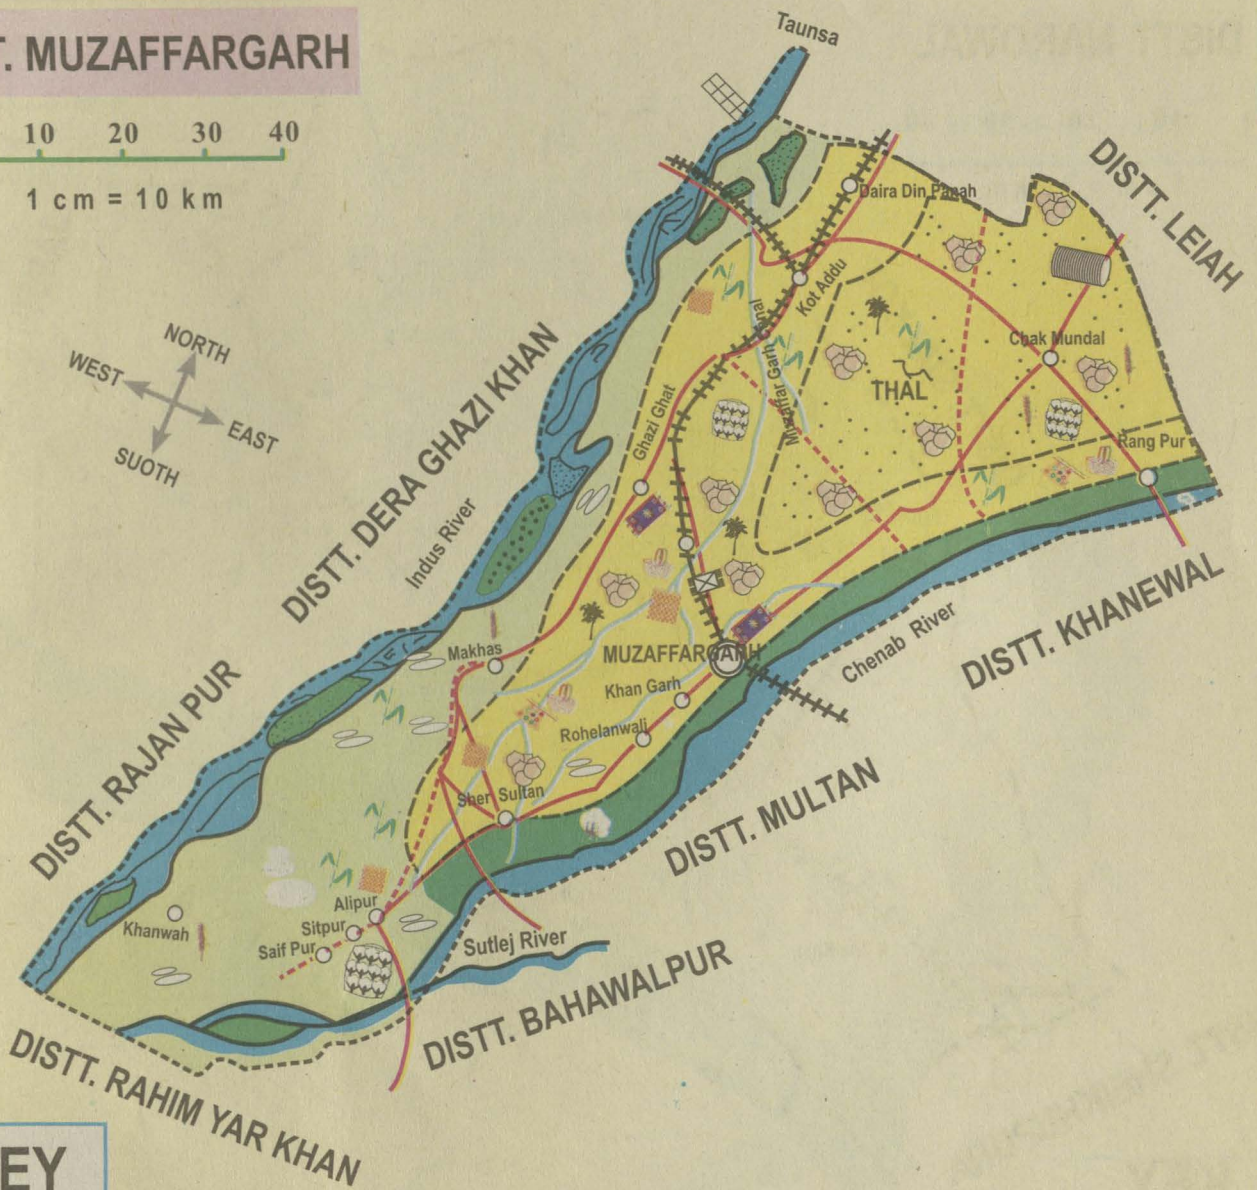 T. MUZAFFARGARH
10 20 30 40
1 cm = 10 km
NORTH
WEST
EAST
SUOTH
Taunsa
DISTT. LEIAH
Daira Din Panah
Kot Addu
Muzaffar Garh Canal
Chak Mundal
THAL
Rang Pur
Ghazi Ghat
DISTT. DERA GHAZI KHAN
Indus River
DISTT. KHANEWAL
Chenab River
Makhas
MUZAFFARGARH
Khan Garh
Rohelanwali
DISTT. RAJAN PUR
Sher Sultan
DISTT. MULTAN
Alipur
Sitpur
Saif Pur
Khanwah
Sutlej River
DISTT. BAHAWALPUR
DISTT. RAHIM YAR KHAN
EY